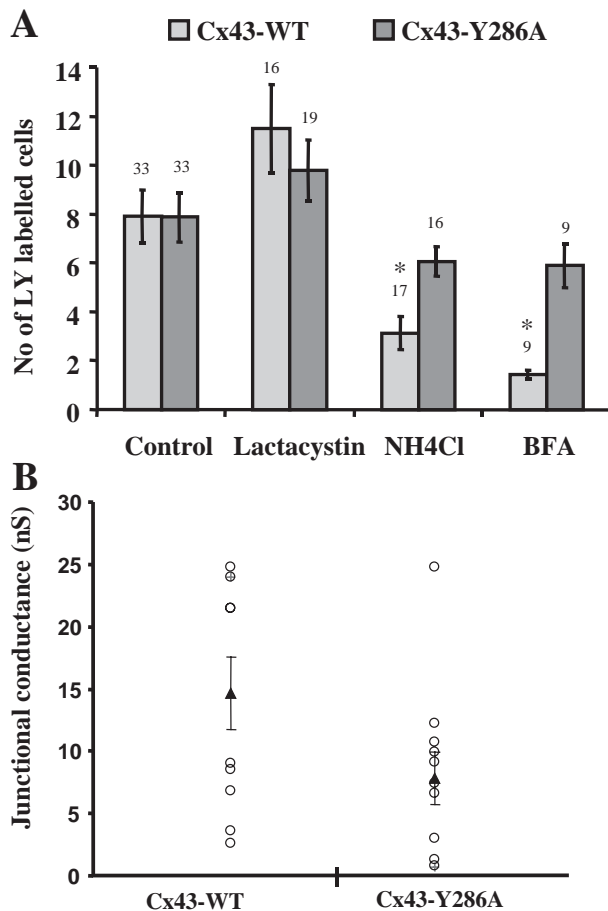 A
Cx43-WT Cx43-Y286A
No of LY labelled cells
14
12
10
8
6
4
2
0
33 33
16 19
* 17 16
* 9 9
Control Lactacystin NH4Cl BFA
B
Junctional conductance (nS)
30
25
20
15
10
5
0
Cx43-WT Cx43-Y286A